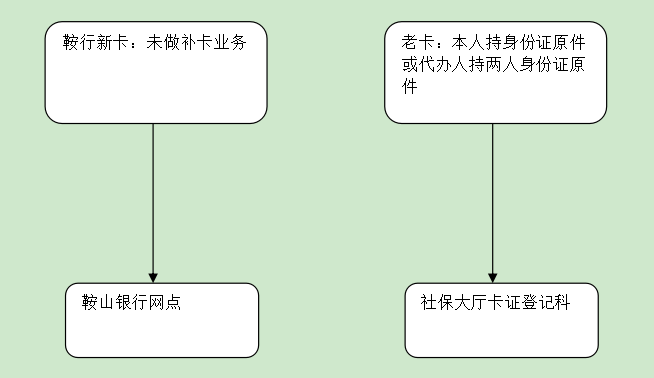 鞍行新卡：未做补卡业务
老卡：本人持身份证原件
或代办人持两人身份证原
件
鞍山银行网点
社保大厅卡证登记科